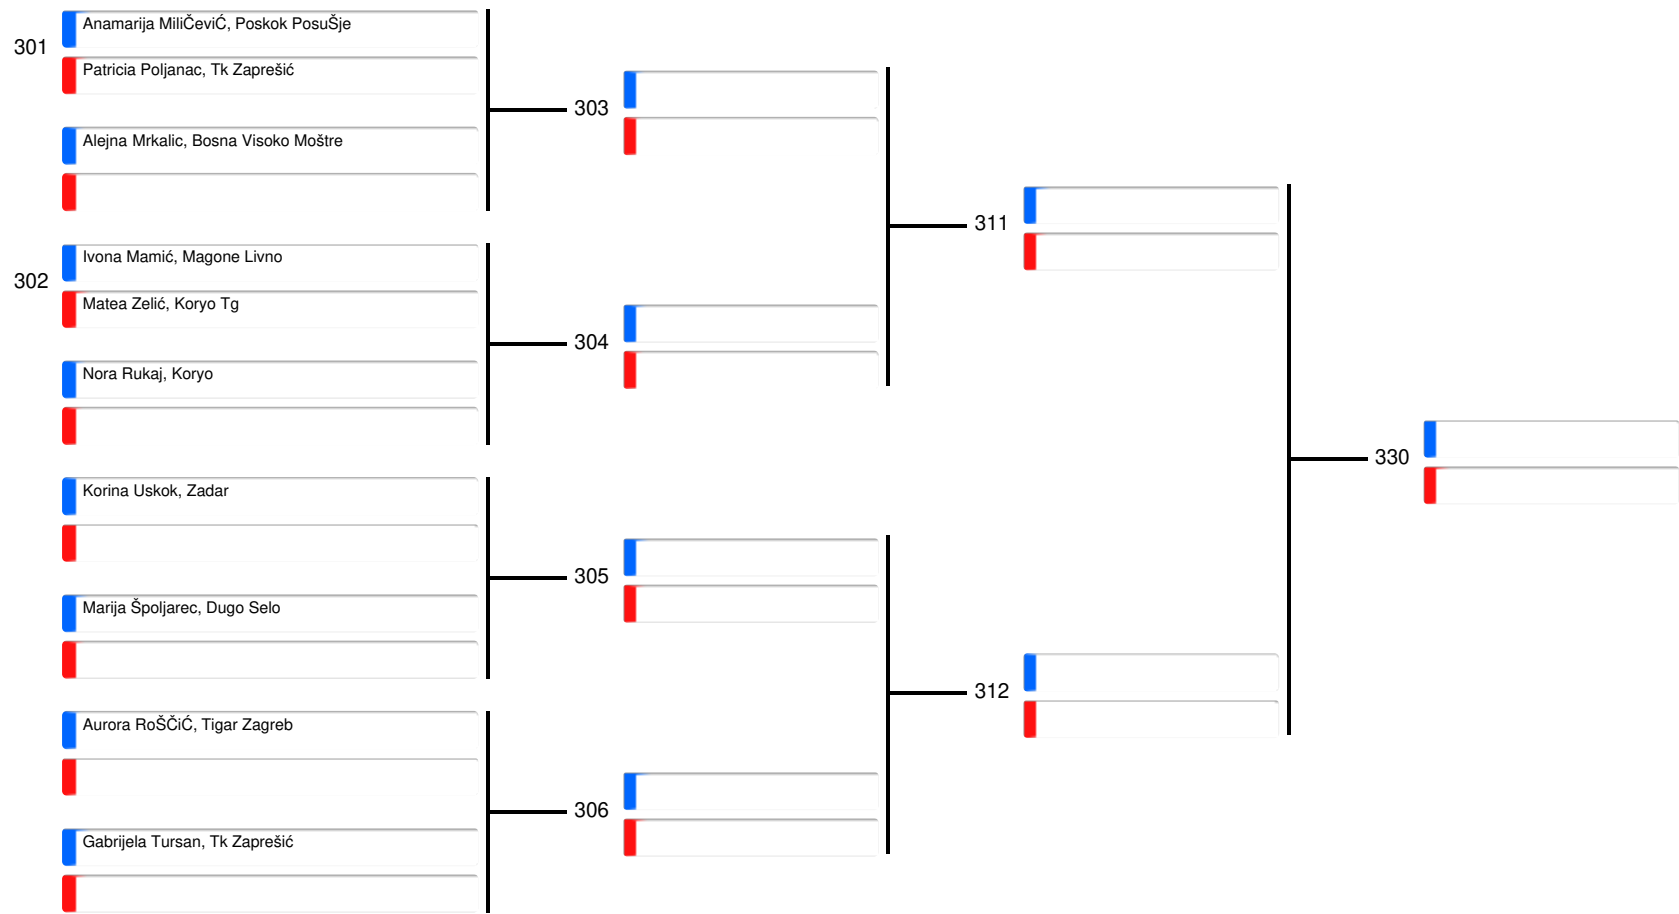 301
Anamarija MiliČeviĆ, Poskok PosuŠje
Patricia Poljanac, Tk Zaprešić
Alejna Mrkalic, Bosna Visoko Moštre
302
Ivona Mamić, Magone Livno
Matea Zelić, Koryo Tg
Nora Rukaj, Koryo
Korina Uskok, Zadar
Marija Špoljarec, Dugo Selo
Aurora RoŠČiĆ, Tigar Zagreb
Gabrijela Tursan, Tk Zaprešić
303
304
305
306
311
312
330